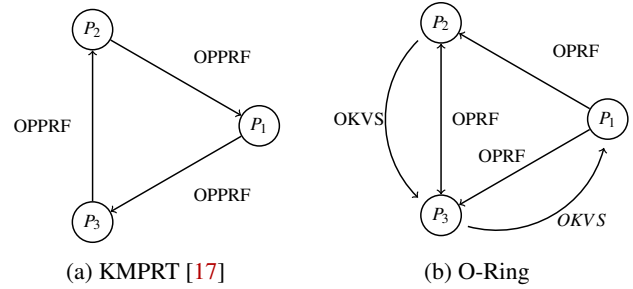 P2
OPPRF
OPPRF
P1
OPPRF
P3
(a) KMPRT [17]
P2
OPRF
OKVS
OPRF
P1
OPRF
P3
OKVS
(b) O-Ring